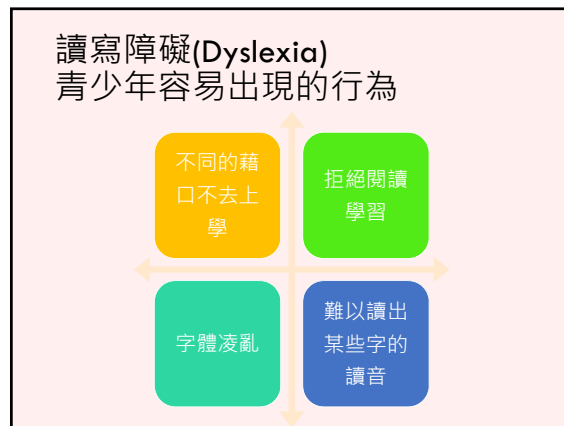 讀寫障礙(Dyslexia)
青少年容易出現的行為
不同的藉
口不去上
學
拒絕閱讀
學習
字體凌亂
難以讀出
某些字的
讀音